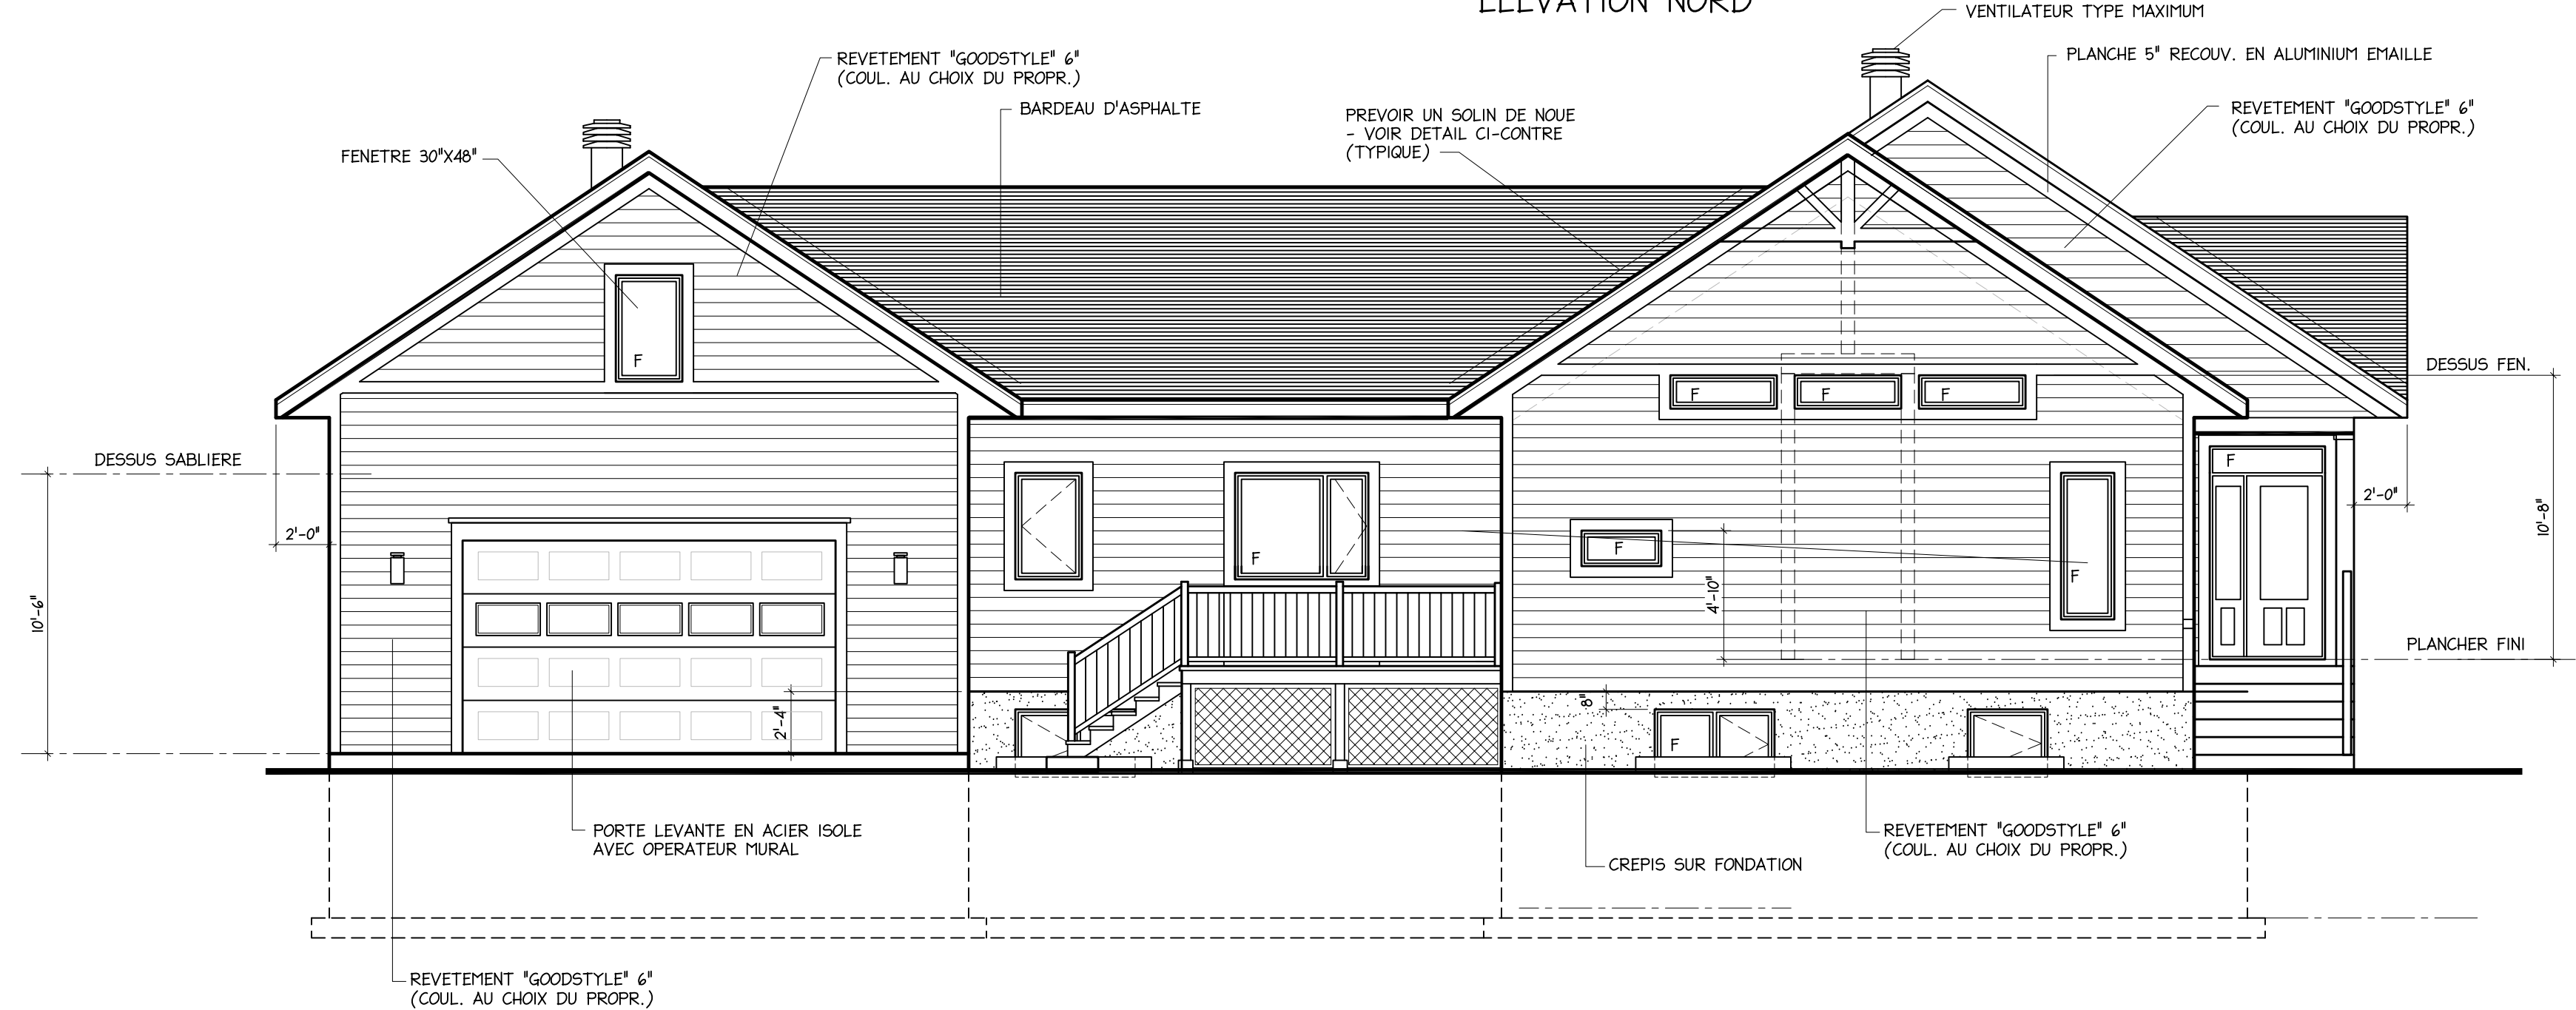 ELEVATION NORD
VENTILATEUR TYPE MAXIMUM
REVETEMENT "GOODSTYLE" 6"
(COUL. AU CHOIX DU PROPR.)
PLANCHE 5" RECOUV. EN ALUMINIUM EMAILLE
BARDEAU D'ASPHALTE
PREVOIR UN SOLIN DE NOUE
- VOIR DETAIL CI-CONTRE
(TYPIQUE)
REVETEMENT "GOODSTYLE" 6"
(COUL. AU CHOIX DU PROPR.)
FENETRE 30"X48"
F
DESSUS FEN.
F
F
F
DESSUS SABLIERE
F
2'-0"
2'-0"
10'-8"
F
F
F
4'-10"
10'-6"
PLANCHER FINI
8"
2'-4"
F
PORTE LEVANTE EN ACIER ISOLE
AVEC OPERATEUR MURAL
REVETEMENT "GOODSTYLE" 6"
(COUL. AU CHOIX DU PROPR.)
CREPIS SUR FONDATION
REVETEMENT "GOODSTYLE" 6"
(COUL. AU CHOIX DU PROPR.)